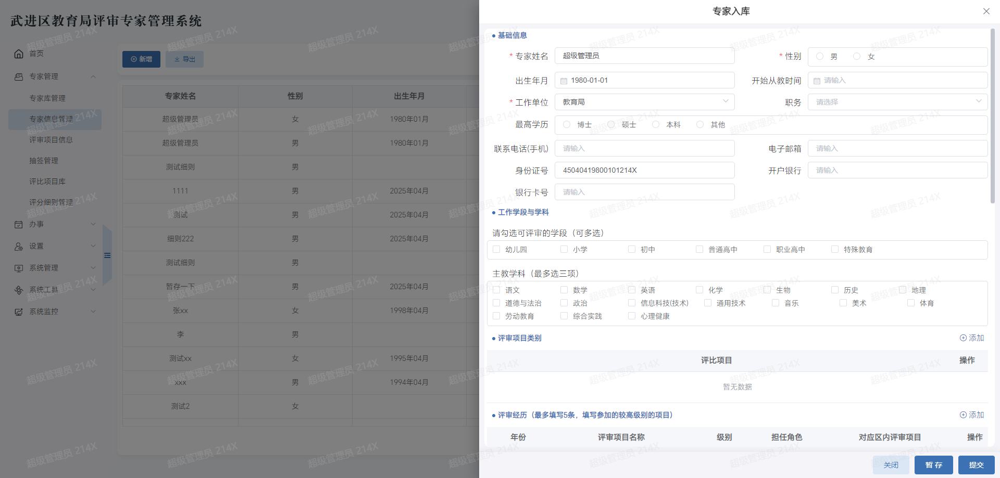 武进区教育局评审专家管理系统
首页
专家管理
专家库管理
专家信息管理
评审项目信息
抽签管理
评比项目库
评分细则管理
办事
设置
系统管理
系统工具
系统监控
新增 导出
专家姓名 性别 出生年月
超级管理员 女 1980年01月
超级管理员 男 1980年01月
测试细则 男
1111 男 2025年04月
测试 男 2025年04月
细则222 男 2025年04月
测试细则 男
暂存一下 男 2025年04月
张xx 女 1998年04月
李 男
测试xx 女 1995年04月
xxx 男 1994年04月
测试2 女
专家入库
基础信息
* 专家姓名 超级管理员 * 性别 男 女
出生年月 1980-01-01 开始从教时间 请输入
* 工作单位 教育局 职务 请选择
最高学历 博士 硕士 本科 其他
联系电话(手机) 请输入 电子邮箱 请输入
身份证号 45040419800101214X 开户银行 请输入
银行卡号 请输入
工作学段与学科
请勾选可评审的学段（可多选）
幼儿园 小学 初中 普通高中 职业高中 特殊教育
主教学科（最多选三项）
语文 数学 英语 化学 生物 历史 地理
道德与法治 政治 信息科技(技术) 通用技术 音乐 美术 体育
劳动教育 综合实践 心理健康
评审项目类别 添加
评比项目 操作
暂无数据
评审经历（最多填写5条，填写参加的较高级别的项目） 添加
年份 评审项目名称 级别 担任角色 对应区内评审项目 操作
关闭 暂存 提交
超级管理员 214X